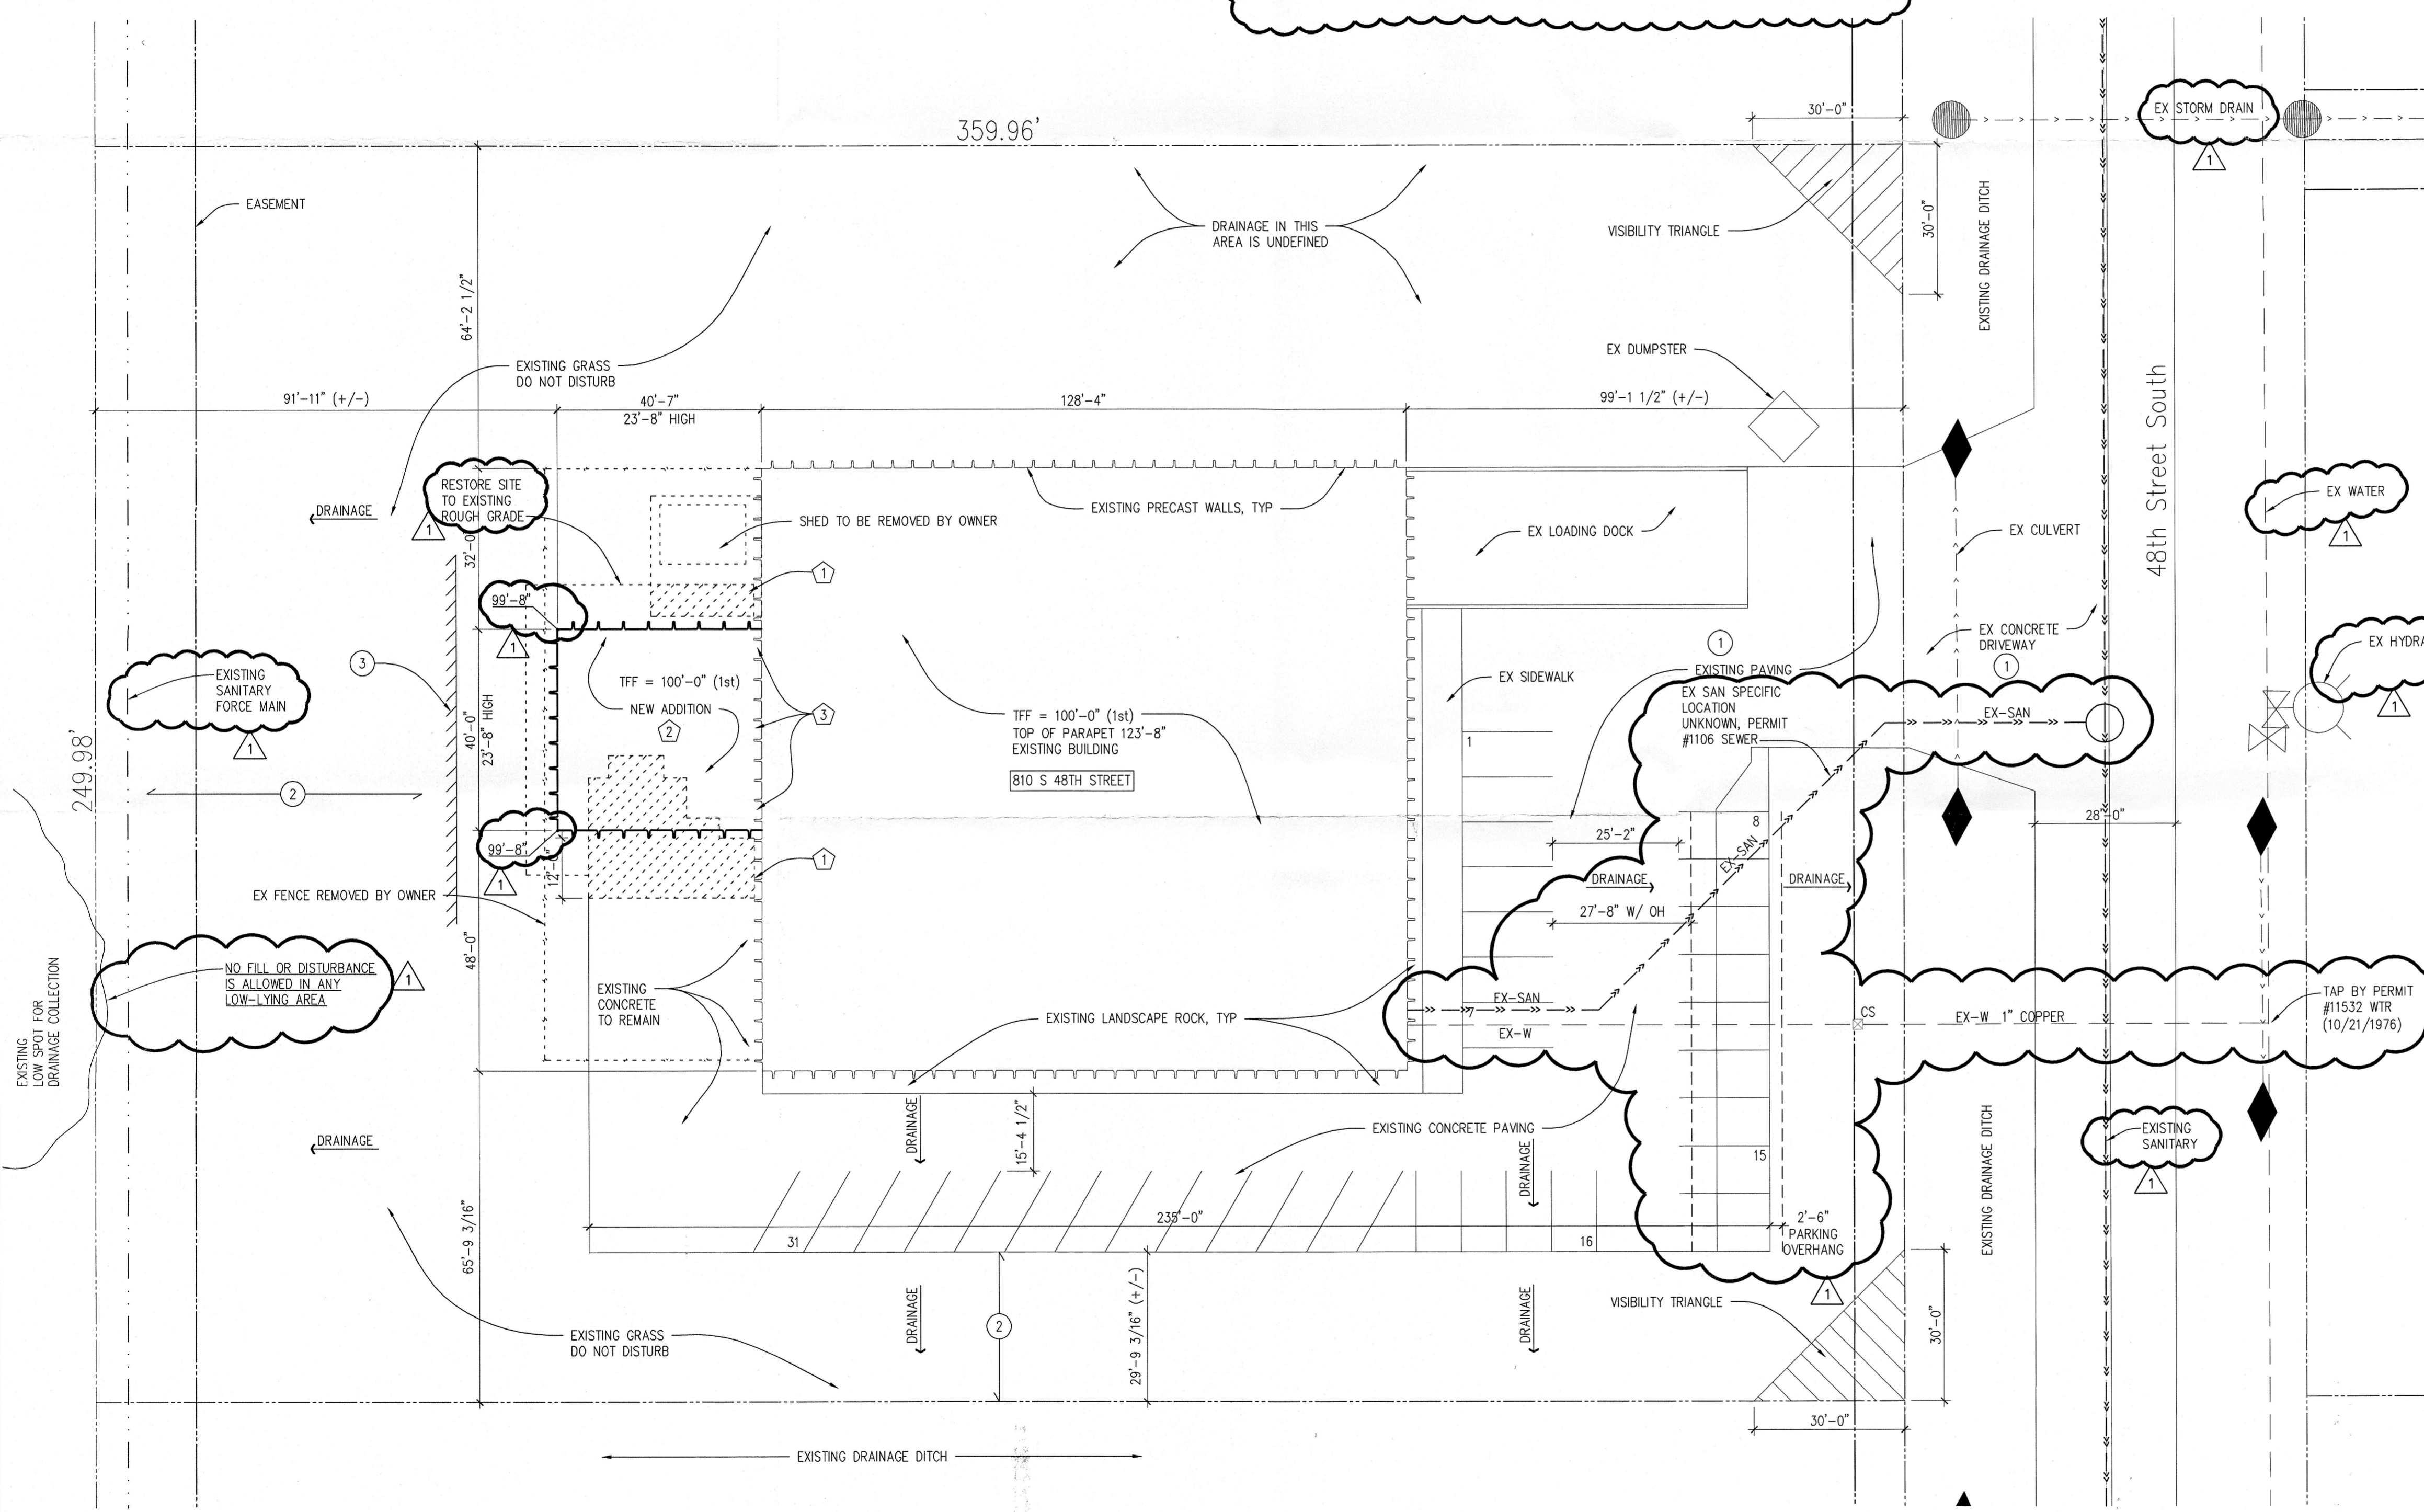 EX STORM DRAIN
1
30'-0"
359.96'
EASEMENT
DRAINAGE IN THIS
AREA IS UNDEFINED
VISIBILITY TRIANGLE
30'-0"
EXISTING DRAINAGE DITCH
64'-2 1/2"
EX DUMPSTER
EXISTING GRASS
DO NOT DISTURB
91'-11" (+/-)
40'-7"
23'-8" HIGH
128'-4"
99'-1 1/2" (+/-)
48th Street South
RESTORE SITE
TO EXISTING
ROUGH GRADE
1
DRAINAGE
32'-0"
SHED TO BE REMOVED BY OWNER
EXISTING PRECAST WALLS, TYP
EX LOADING DOCK
EX CULVERT
EX WATER
1
1
99'-8"
1
EX CONCRETE
DRIVEWAY
1
EX HYDRA
1
3
EXISTING
SANITARY
FORCE MAIN
1
TFF = 100'-0" (1st)
NEW ADDITION
2
3
TFF = 100'-0" (1st)
TOP OF PARAPET 123'-8"
EXISTING BUILDING
810 S 48TH STREET
EX SIDEWALK
1
EXISTING PAVING
EX SAN SPECIFIC
LOCATION
UNKNOWN, PERMIT
#1106 SEWER
EX-SAN
1
40'-0"
23'-8" HIGH
249.98'
2
99'-8"
1
12'-0"
1
25'-2"
8
EX-SAN
28'-0"
DRAINAGE
DRAINAGE
27'-8" W/ OH
EX FENCE REMOVED BY OWNER
48'-0"
NO FILL OR DISTURBANCE
IS ALLOWED IN ANY
LOW-LYING AREA
1
EXISTING
LOW SPOT FOR
DRAINAGE COLLECTION
EXISTING
CONCRETE
TO REMAIN
EXISTING LANDSCAPE ROCK, TYP
EX-SAN
7
EX-W
CS
EX-W 1" COPPER
TAP BY PERMIT
#11532 WTR
(10/21/1976)
DRAINAGE
DRAINAGE
15'-4 1/2"
EXISTING CONCRETE PAVING
DRAINAGE
15
EXISTING
SANITARY
1
EXISTING DRAINAGE DITCH
65'-9 3/16"
235'-0"
31
16
2'-6"
PARKING
OVERHANG
1
DRAINAGE
2
29'-9 3/16" (+/-)
DRAINAGE
VISIBILITY TRIANGLE
30'-0"
EXISTING GRASS
DO NOT DISTURB
30'-0"
EXISTING DRAINAGE DITCH